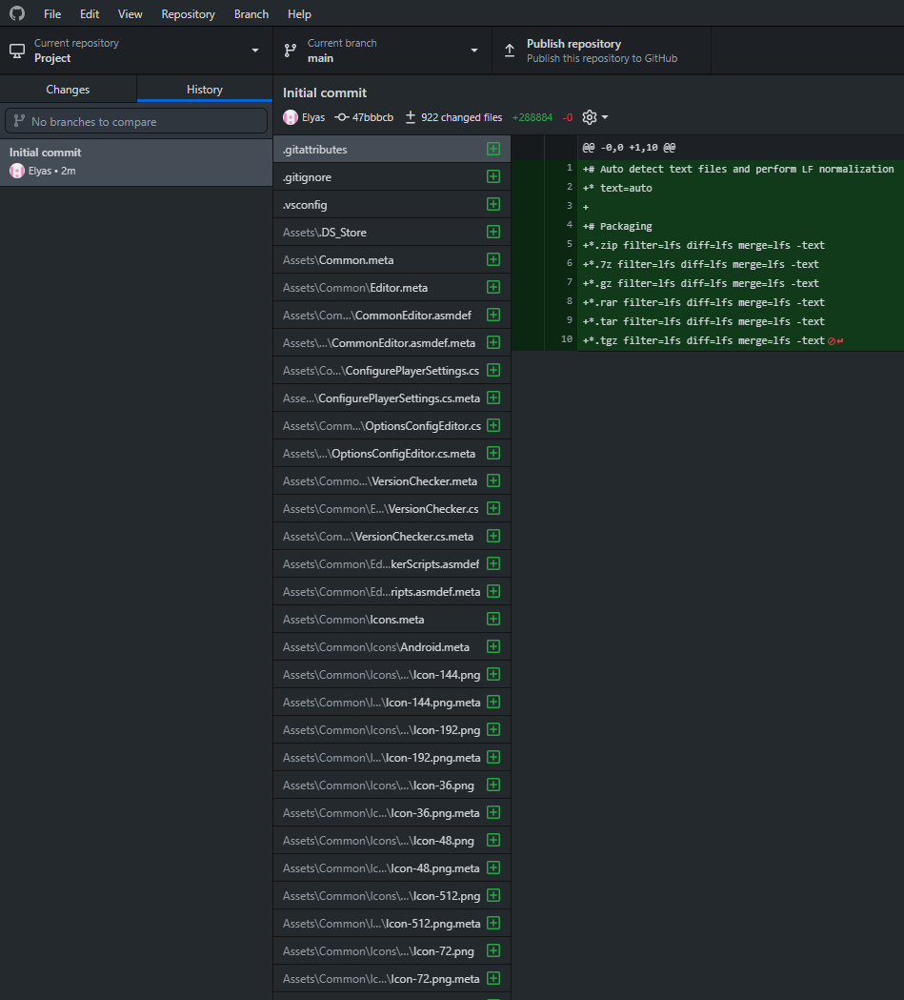 File Edit View Repository Branch Help
Current repository
Project
Current branch
main
Publish repository
Publish this repository to GitHub
Changes
History
No branches to compare
Initial commit
Elyas • 2m
Initial commit
Elyas 47bbbcb 922 changed files +288884 -0
.gitattributes
.gitignore
.vsconfig
Assets\.DS_Store
Assets\Common.meta
Assets\Common\Editor.meta
Assets\Com...\CommonEditor.asmdef
Assets\...\CommonEditor.asmdef.meta
Assets\Co...\ConfigurePlayerSettings.cs
Asse...\ConfigurePlayerSettings.cs.meta
Assets\Comm...\OptionsConfigEditor.cs
Assets\...\OptionsConfigEditor.cs.meta
Assets\Commo...\VersionChecker.meta
Assets\Common\E...\VersionChecker.cs
Assets\Com...\VersionChecker.cs.meta
Assets\Common\Ed...kerScripts.asmdef
Assets\Common\Ed...ripts.asmdef.meta
Assets\Common\Icons.meta
Assets\Common\Icons\Android.meta
Assets\Common\Icons\...\Icon-144.png
Assets\Common\I...\Icon-144.png.meta
Assets\Common\Icons\...\Icon-192.png
Assets\Common\I...\Icon-192.png.meta
Assets\Common\Icons\...\Icon-36.png
Assets\Common\Ic...\Icon-36.png.meta
Assets\Common\Icons\...\Icon-48.png
Assets\Common\Ic...\Icon-48.png.meta
Assets\Common\Icons\...\Icon-512.png
Assets\Common\I...\Icon-512.png.meta
Assets\Common\Icons\...\Icon-72.png
Assets\Common\Ic...\Icon-72.png.meta
@@ -0,0 +1,10 @@
1 +# Auto detect text files and perform LF normalization
2 +* text=auto
3 +
4 +# Packaging
5 +*.zip filter=lfs diff=lfs merge=lfs -text
6 +*.7z filter=lfs diff=lfs merge=lfs -text
7 +*.gz filter=lfs diff=lfs merge=lfs -text
8 +*.rar filter=lfs diff=lfs merge=lfs -text
9 +*.tar filter=lfs diff=lfs merge=lfs -text
10 +*.tgz filter=lfs diff=lfs merge=lfs -text